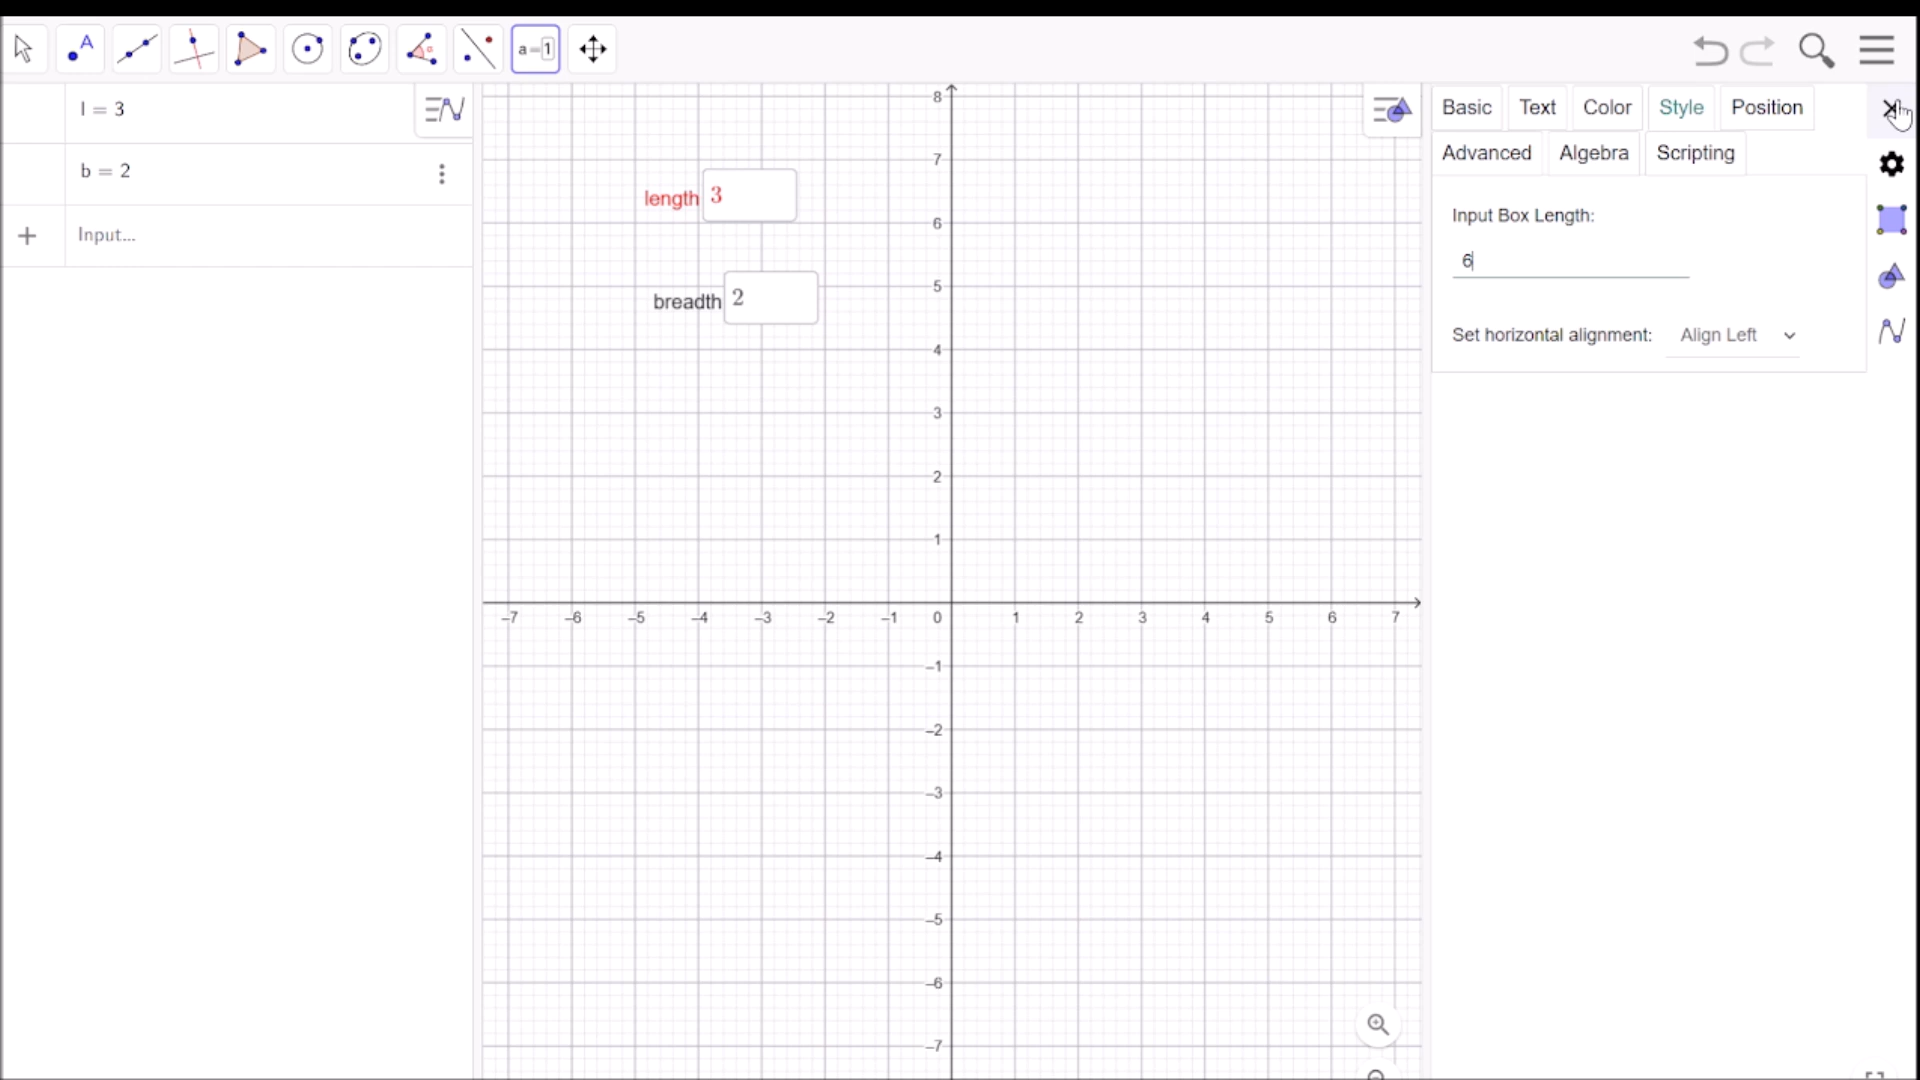 A
a=1
l = 3
b = 2
Input...
length 3
breadth 2
8
7
6
5
4
3
2
1
–7 –6 –5 –4 –3 –2 –1 0 1 2 3 4 5 6 7
–1
–2
–3
–4
–5
–6
–7
Basic Text Color Style Position
Advanced Algebra Scripting
Input Box Length:
6
Set horizontal alignment: Align Left